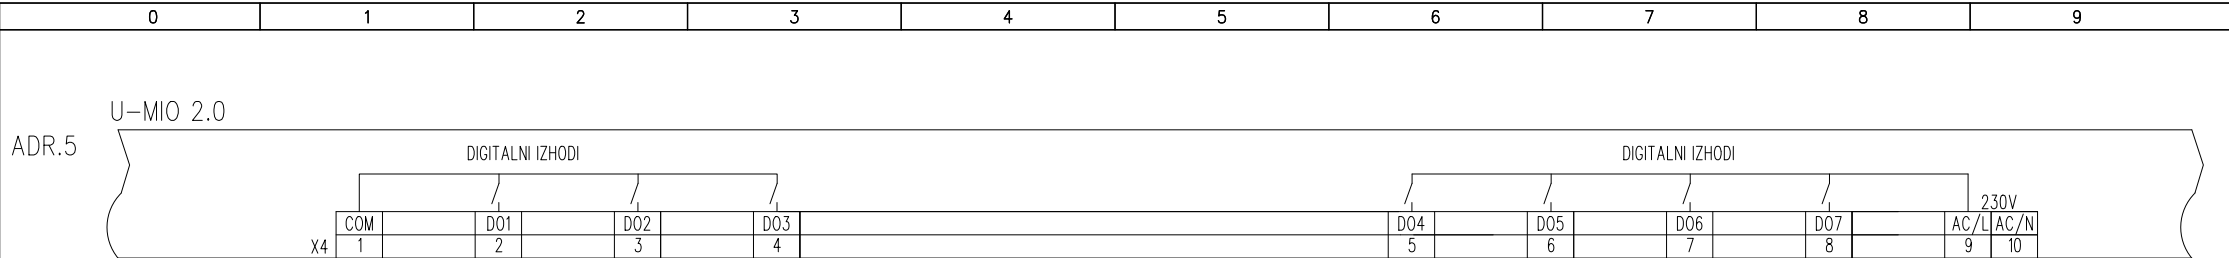 0 1 2 3 4 5 6 7 8 9
U-MIO 2.0
ADR.5
DIGITALNI IZHODI DIGITALNI IZHODI
230V
COM DO1 DO2 DO3 DO4 DO5 DO6 DO7 AC/L AC/N
X4 1 2 3 4 5 6 7 8 9 10